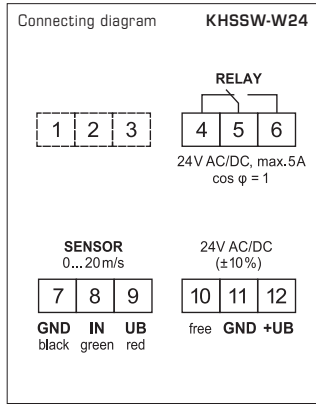 Connecting diagram KHSSW-W24
RELAY
1 2 3 4 5 6
24V AC/DC, max.5A
cos φ = 1
SENSOR 24V AC/DC
0...20m/s (±10%)
7 8 9 10 11 12
GND IN UB free GND +UB
black green red